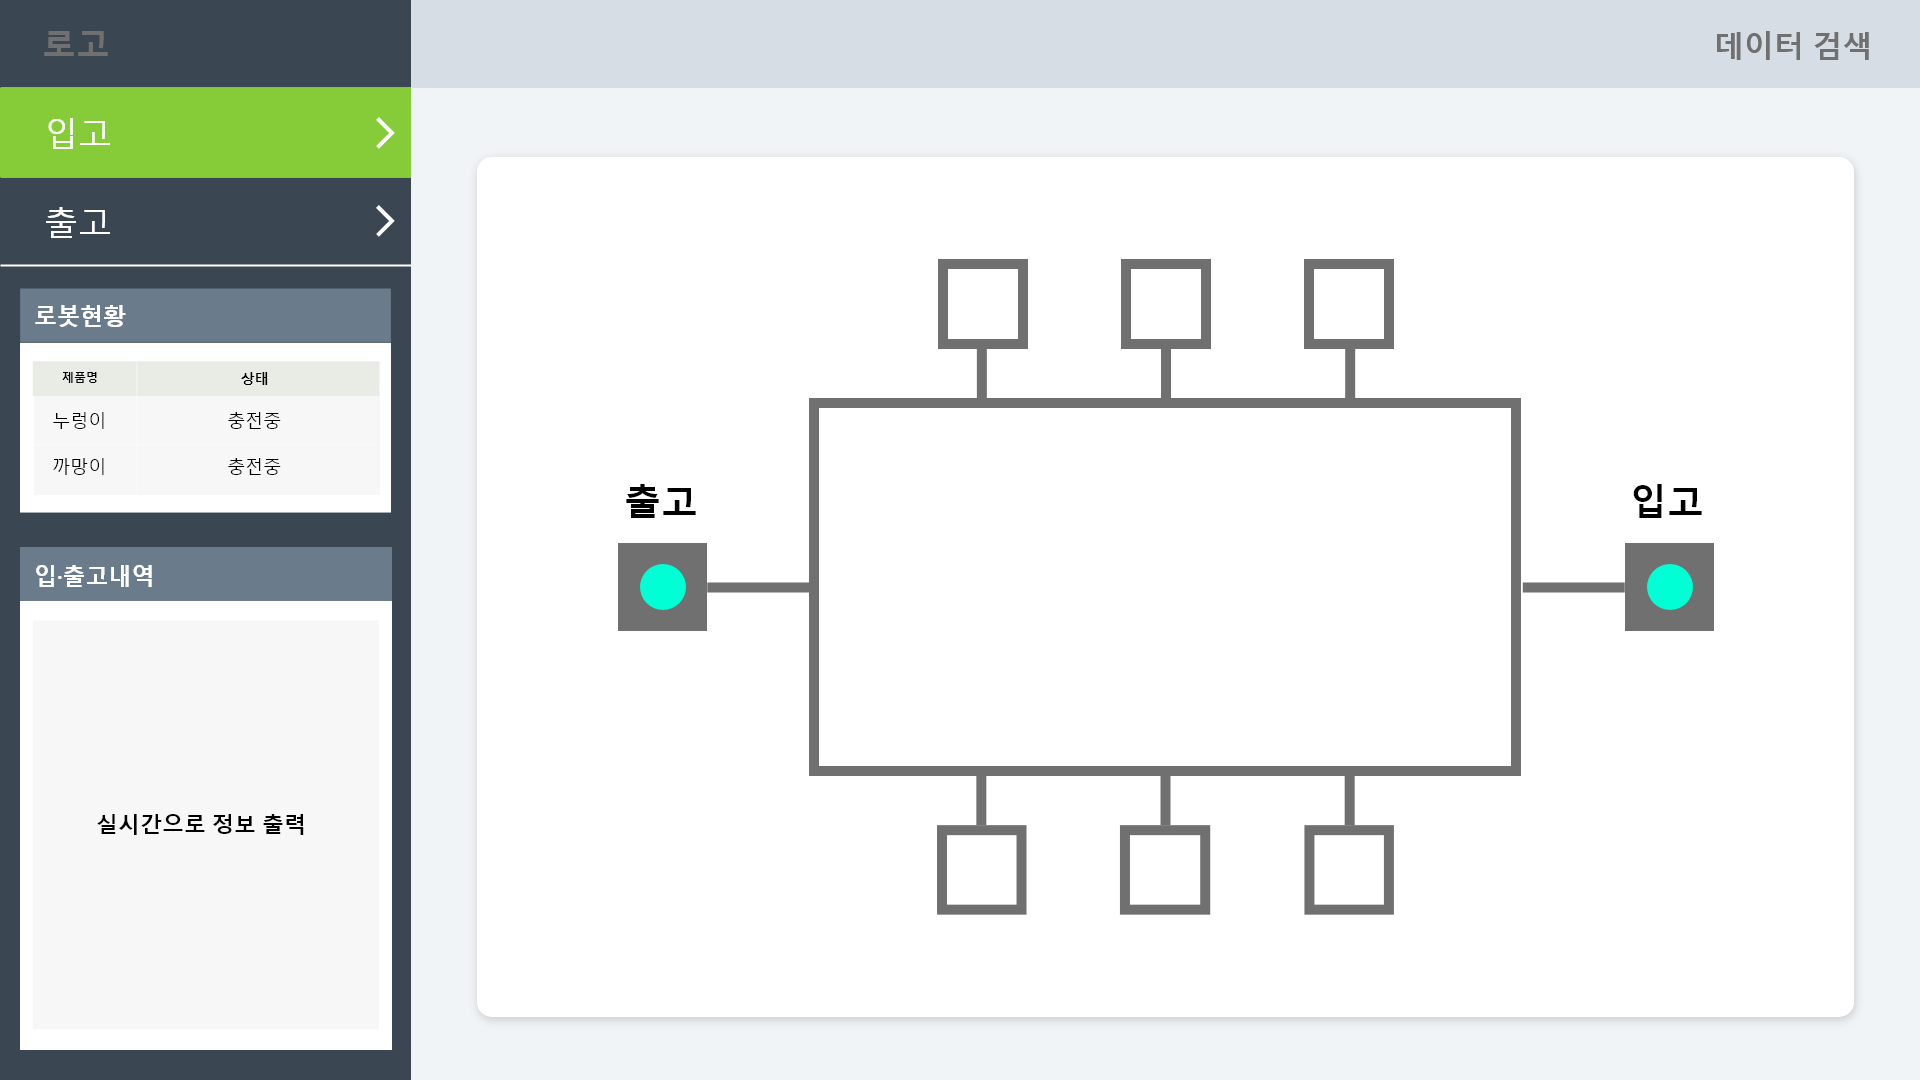 로고
데이터 검색
입고
출고
로봇현황
제품명 상태
누렁이 충전중
까망이 충전중
입·출고내역
실시간으로 정보 출력
출고
입고